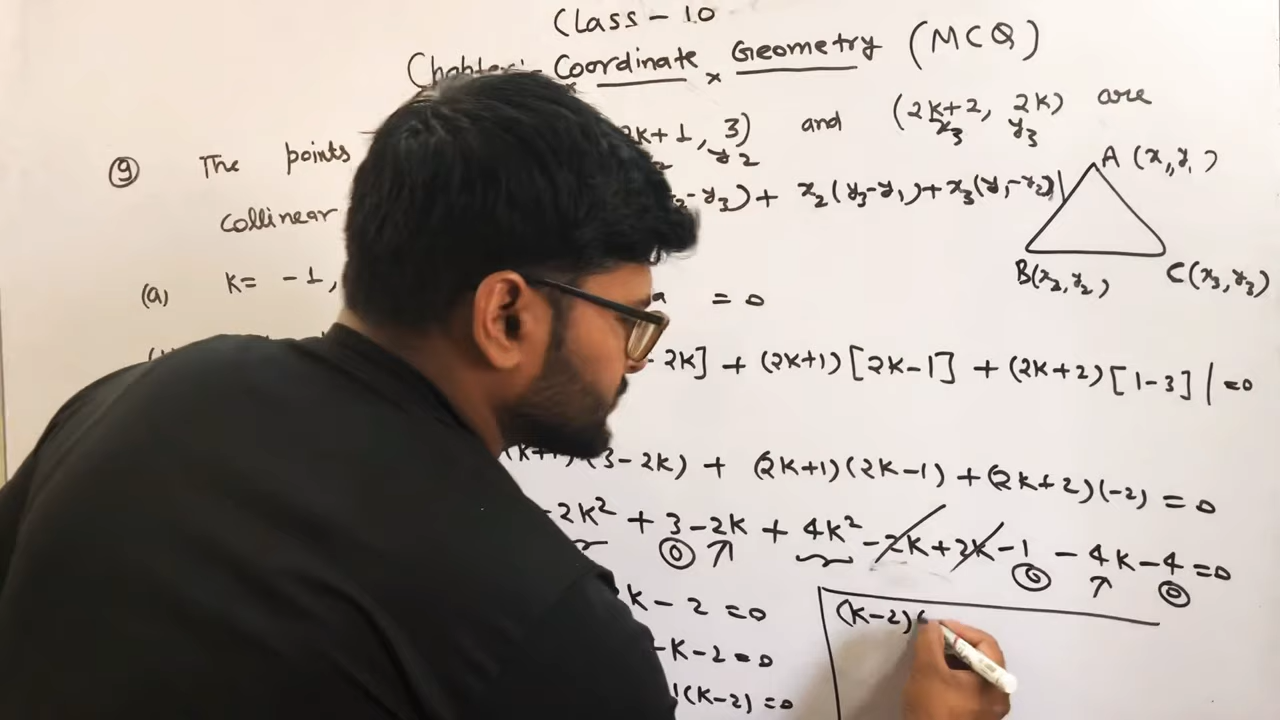 Class - 10
Chapter:- Coordinate Geometry (MCQ)
⑨ The points 2k+1, 3) and (2k+2, 2k) are
y2 x3 y3
collinear
-y3)+ x2(y3-y1)+x3(y1-y2)|
A (x1,y1)
B(x2,y2) C(x3,y3)
(a) k= -1, = 0
2k] + (2k+1)[2k-1] + (2k+2)[1-3]| =0
(3-2k) + (2k+1)(2k-1) +(2k+2)(-2) = 0
-2k² + 3-2k + 4k² -2k+2k-1 -4k-4=0
k-2=0
-k-2=0
1(k-2)=0
(k-2)(